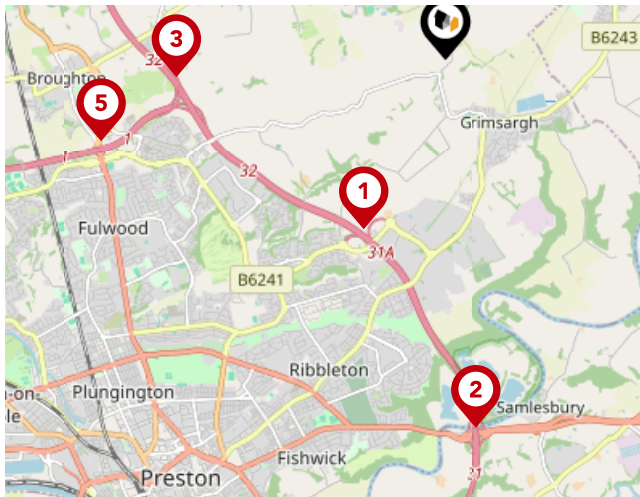 3
32
B6243
Broughton
5
1
Grimsargh
1
32
1
Fulwood
31A
B6241
Ribbleton
2
Plungington
Samlesbury
Fishwick
31
Preston